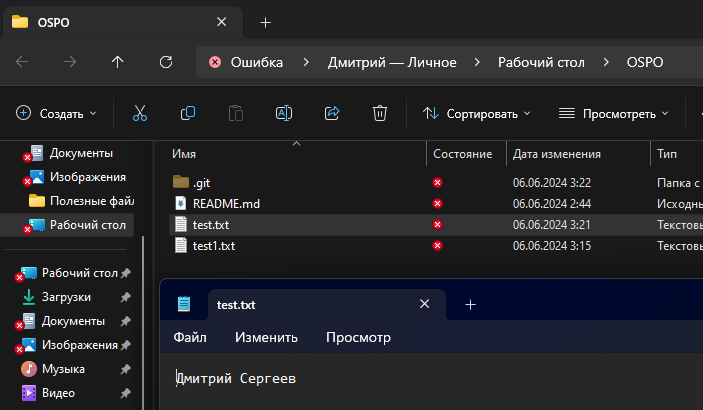 OSPO
Ошибка > Дмитрий — Личное > Рабочий стол > OSPO
Создать Сортировать Просмотреть
Документы
Изображения
Полезные фай
Рабочий стол
Рабочий стол
Загрузки
Документы
Изображения
Музыка
Видео
Имя Состояние Дата изменения Тип
.git 06.06.2024 3:22 Папка с
README.md 06.06.2024 2:44 Исходны
test.txt 06.06.2024 3:21 Текстовы
test1.txt 06.06.2024 3:15 Текстовы
test.txt
Файл Изменить Просмотр
Дмитрий Сергеев